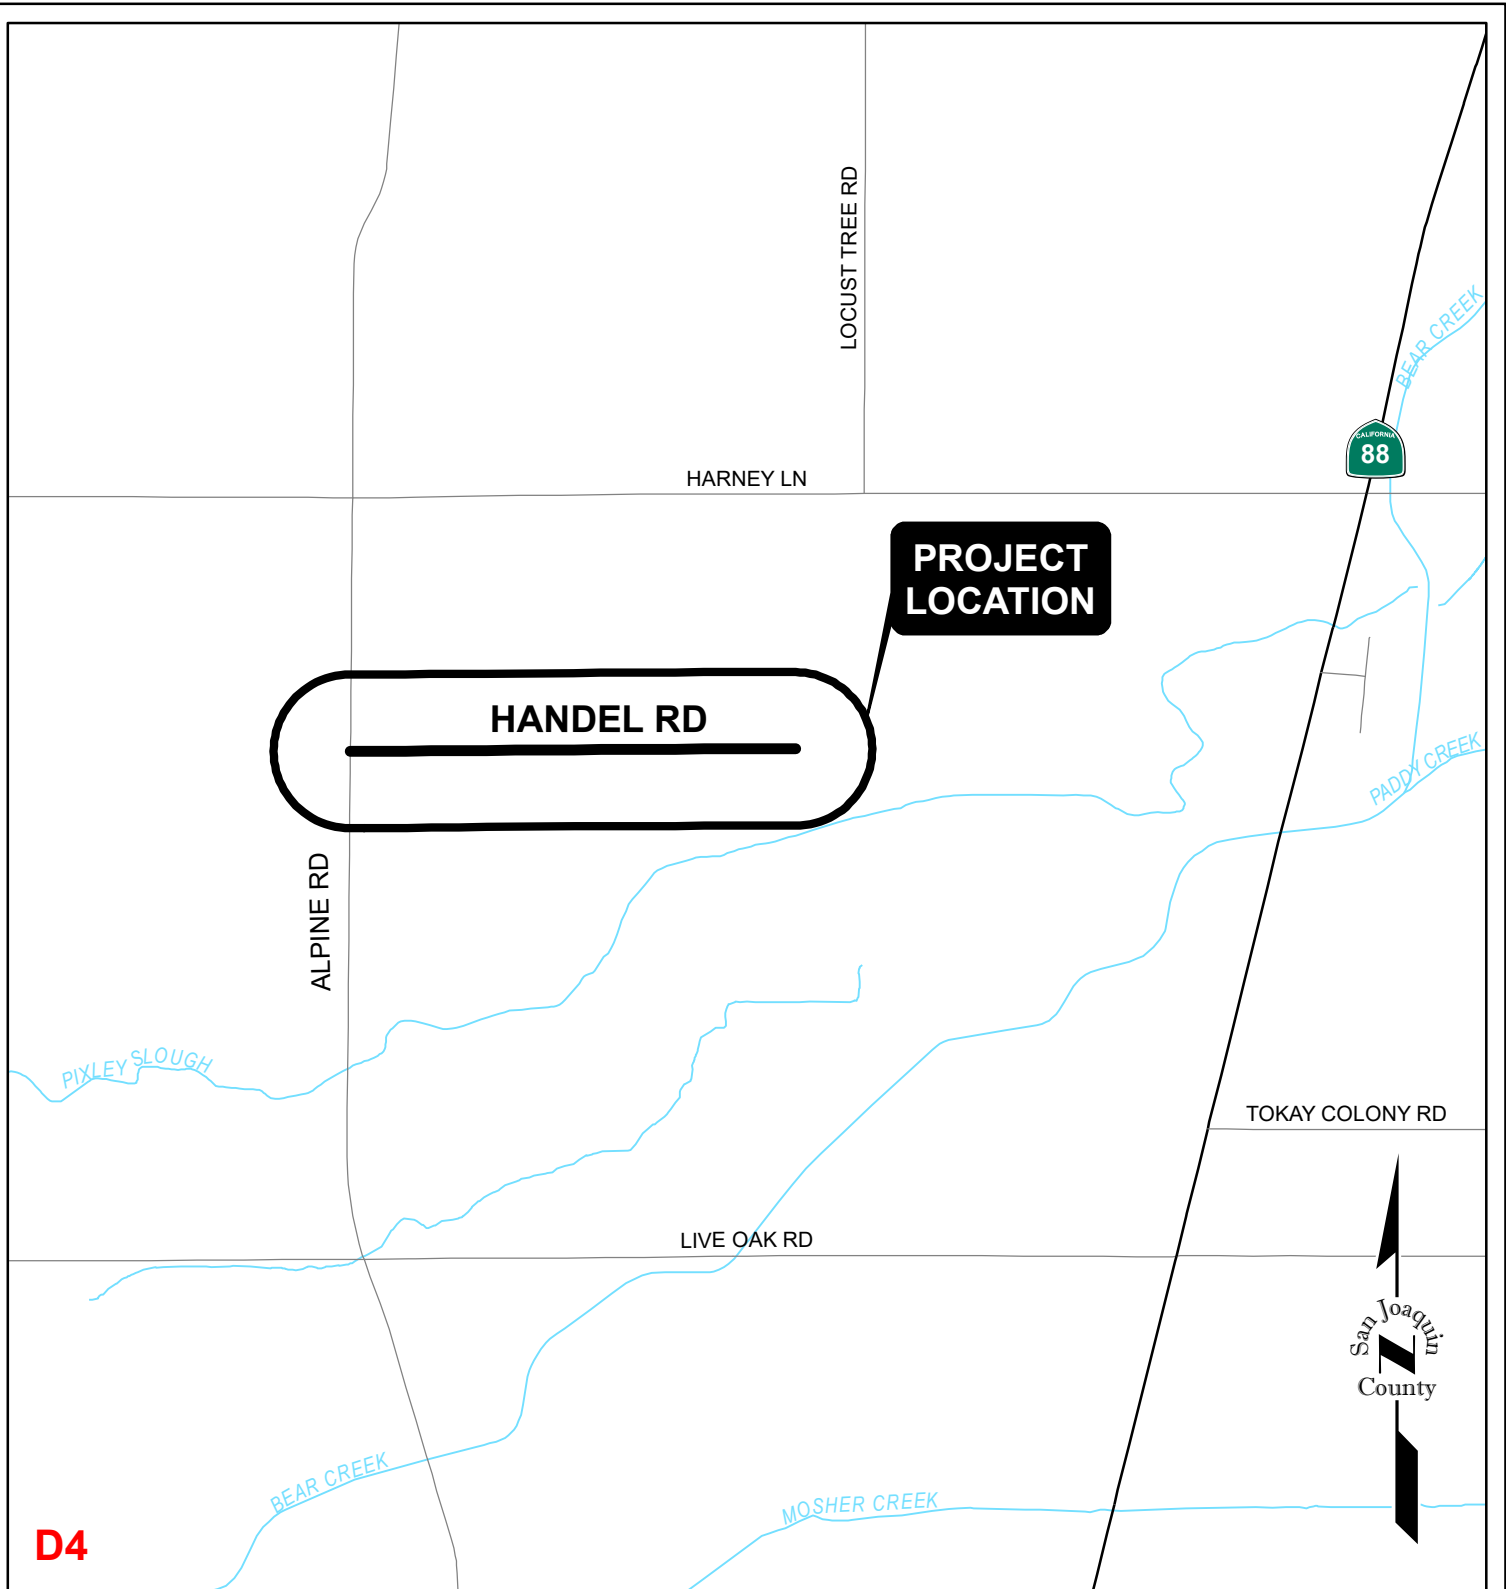 LOCUST TREE RD
BEAR CREEK
CALIFORNIA
88
HARNEY LN
PROJECT
LOCATION
HANDEL RD
PADDY CREEK
ALPINE RD
PIXLEY SLOUGH
TOKAY COLONY RD
LIVE OAK RD
San Joaquin
N
County
BEAR CREEK
MOSHER CREEK
D4